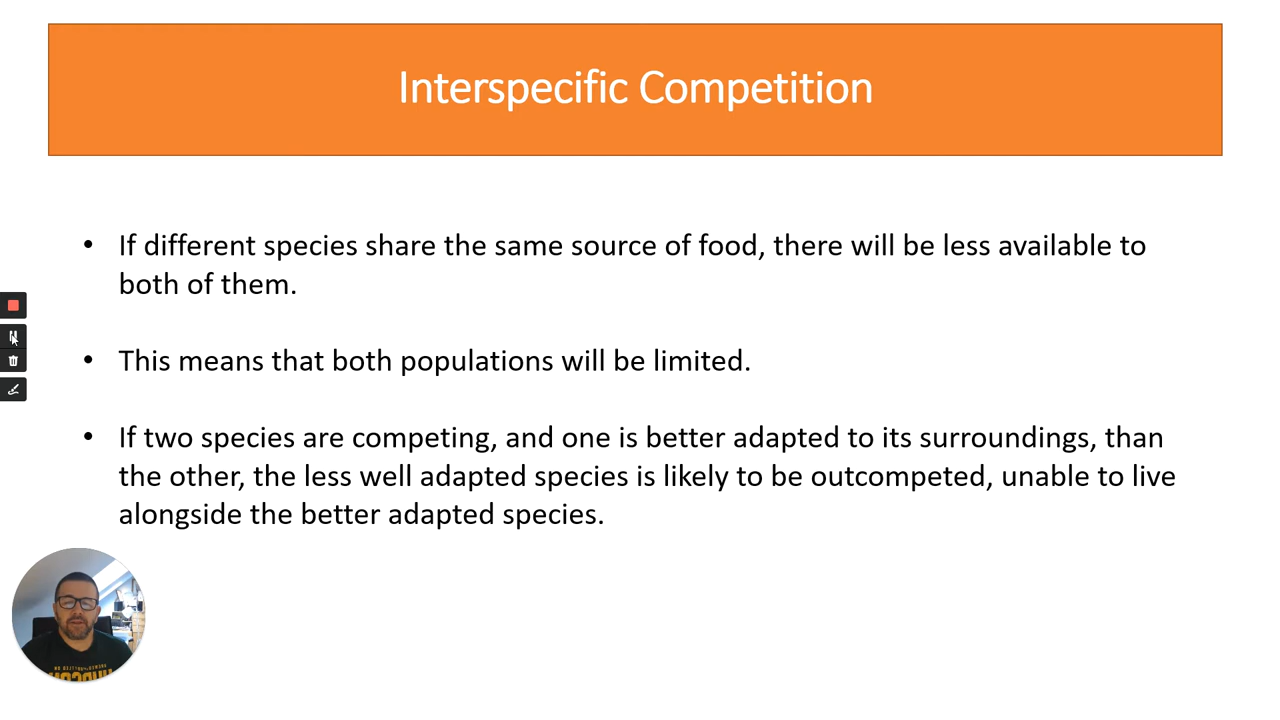 Interspecific Competition
• If different species share the same source of food, there will be less available to
both of them.
• This means that both populations will be limited.
• If two species are competing, and one is better adapted to its surroundings, than
the other, the less well adapted species is likely to be outcompeted, unable to live
alongside the better adapted species.